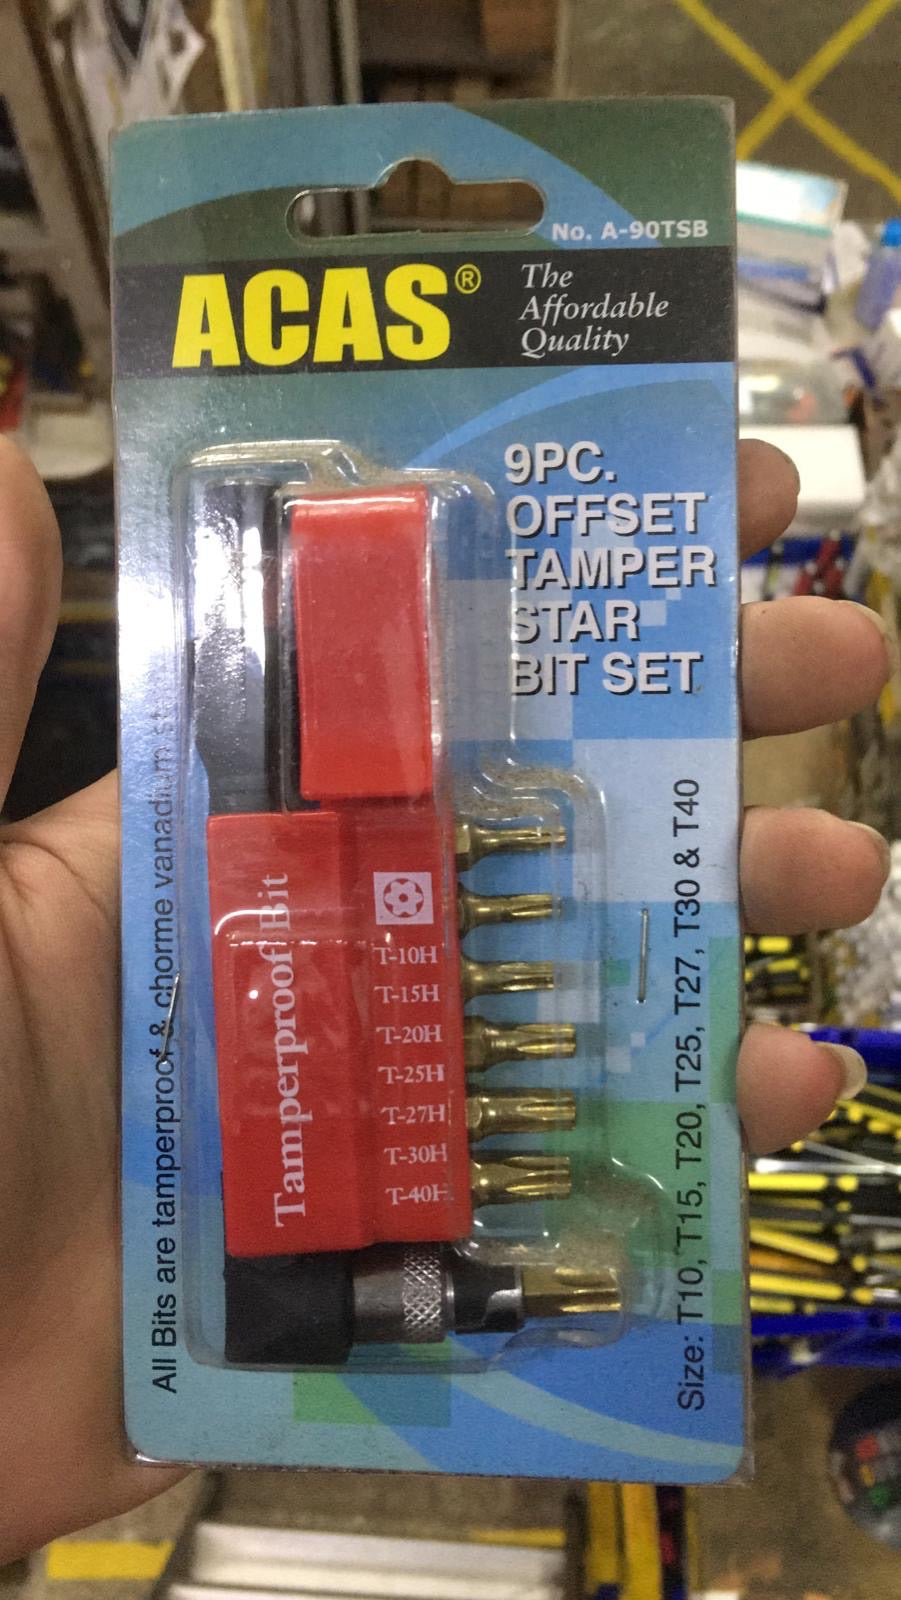 No. A-90TSB
ACAS®
The
Affordable
Quality
9PC.
OFFSET
TAMPER
STAR
BIT SET
Tamperproof Bit
T-10H
T-15H
T-20H
T-25H
T-27H
T-30H
T-40H
All Bits are tamperproof & chorme vanadium
Size: T10, T15, T20, T25, T27, T30 & T40